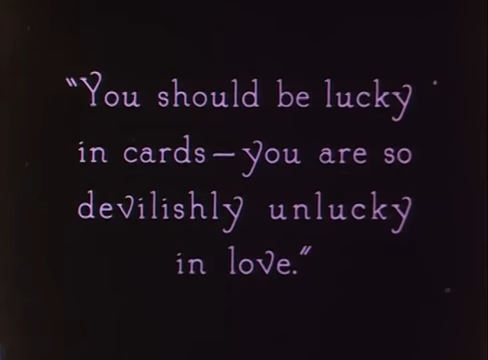 "You should be lucky
in cards—you are so
devilishly unlucky
in love."